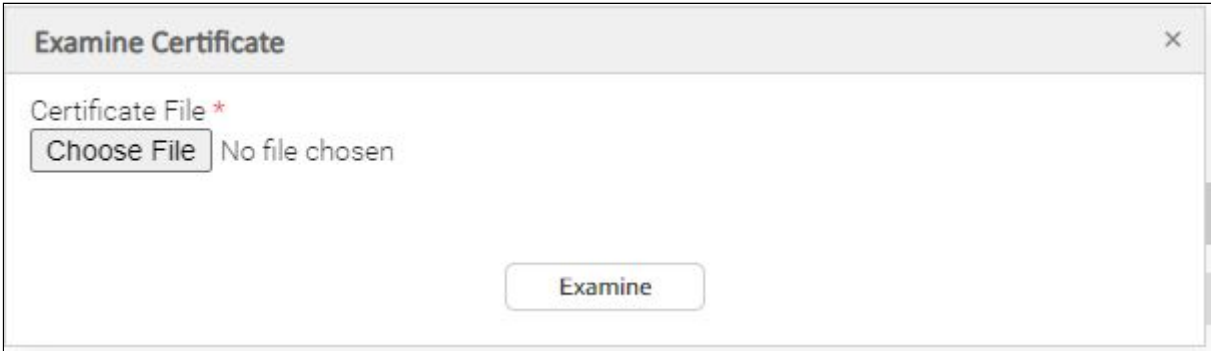 Examine Certificate ×
Certificate File *
Choose File No file chosen
Examine